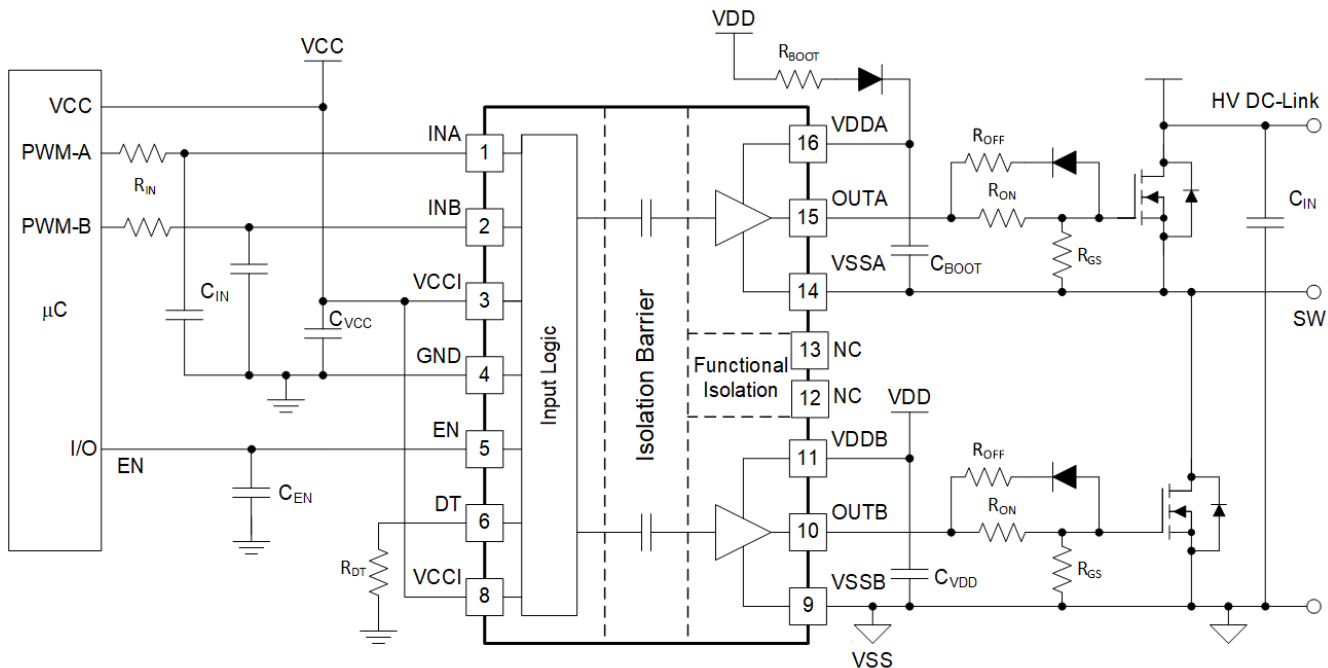 VDD
VCC
RBOOT
VCC
INA
VDDA
HV DC-Link
1
16
PWM-A
ROFF
RIN
RON
INB
OUTA
PWM-B
2
15
CIN
RGS
CBOOT
VCCI
VSSA
μC
CIN
3
14
SW
CVCC
Input Logic
Isolation Barrier
Functional
Isolation
13
NC
GND
4
12
NC
VDD
I/O
EN
EN
5
VDDB
11
ROFF
CEN
RON
DT
OUTB
6
10
RDT
RGS
CVDD
VCCI
VSSB
8
9
VSS